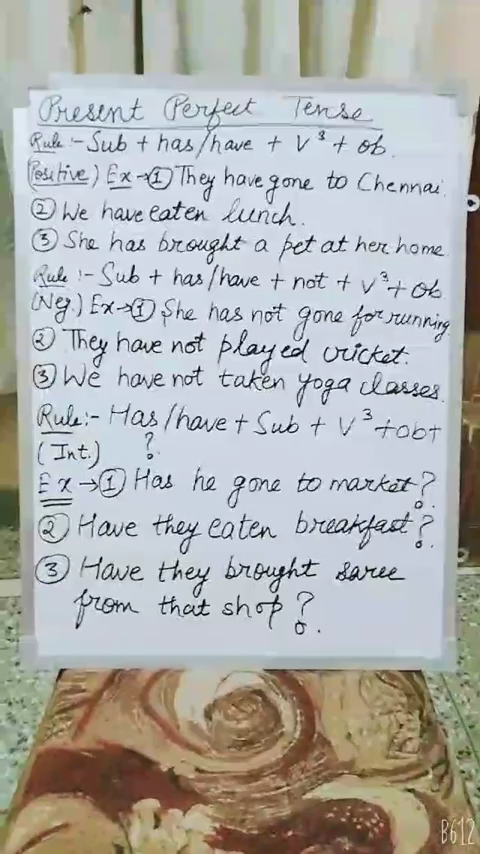 Present Perfect Tense
Rule:- Sub + has/have + V³ + ob.
(Positive) Ex→① They have gone to Chennai.
② We have eaten lunch.
③ She has brought a pet at her home.
Rule:- Sub + has/have + not + V³ + ob
(Neg.) Ex→① She has not gone for running
② They have not played cricket.
③ We have not taken yoga classes.
Rule:- Has/have + Sub + V³ + ob +
(Int.) ?
Ex →① Has he gone to market?
② Have they eaten breakfast?
③ Have they brought saree
from that shop?
B612